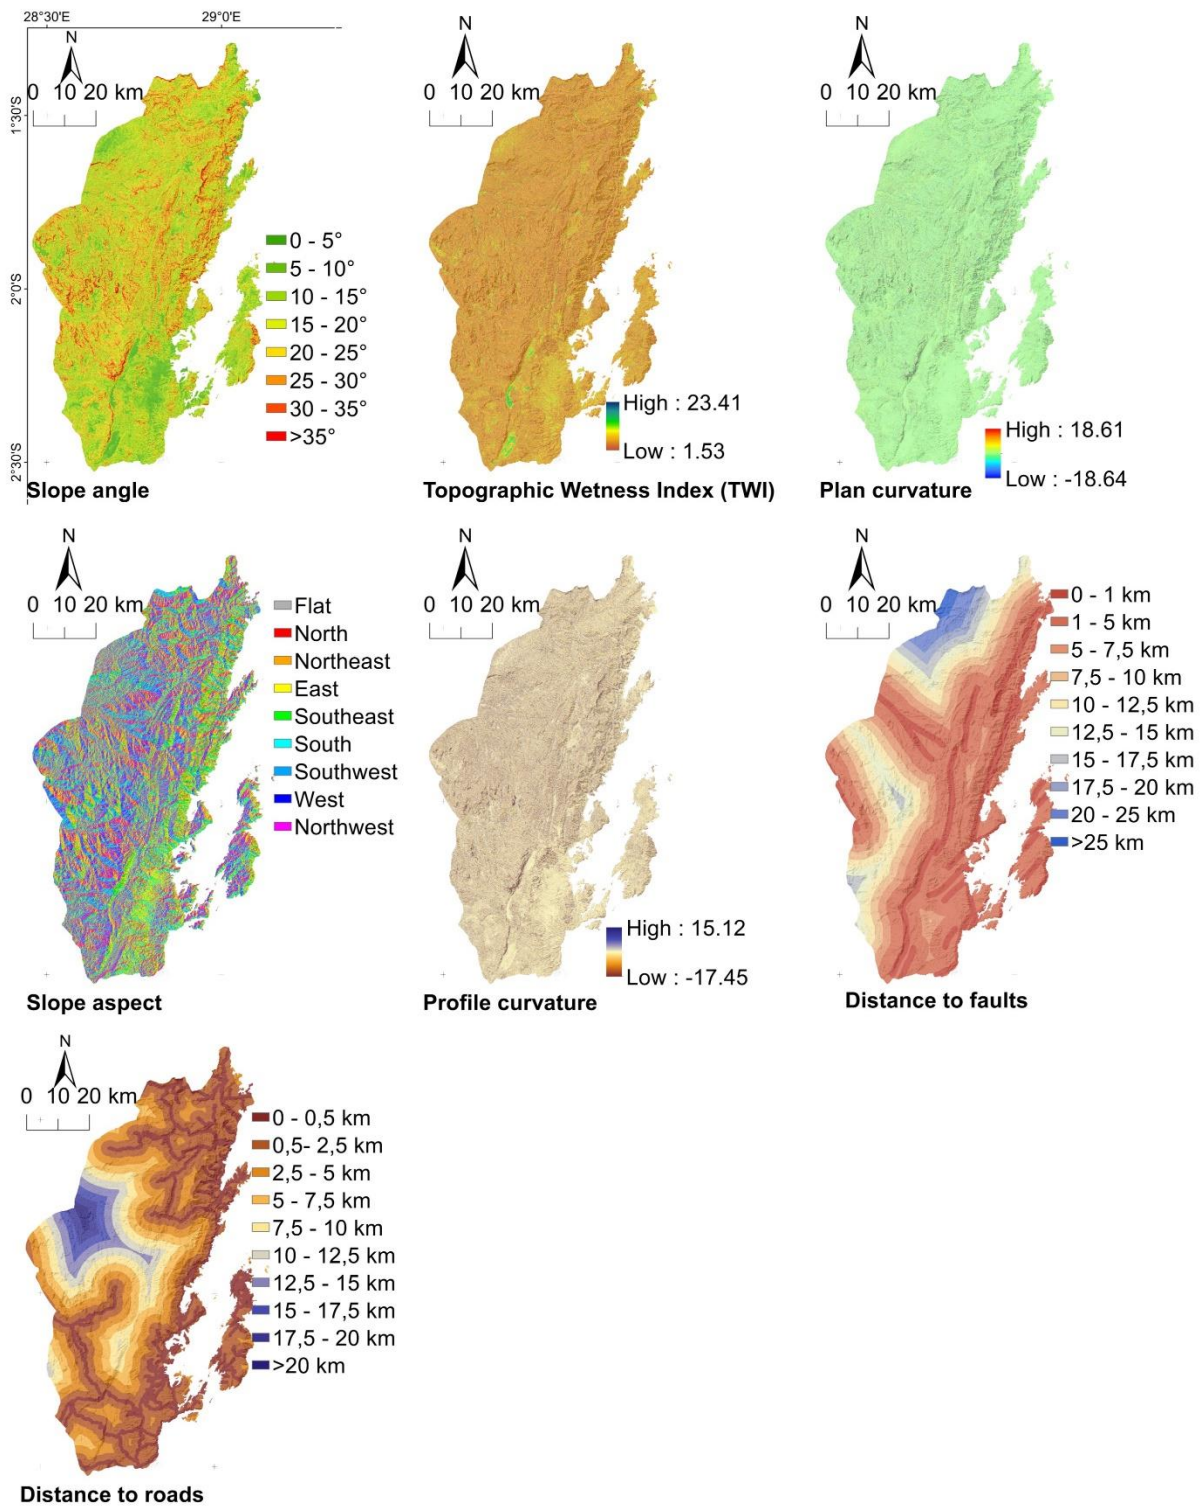 28°30'E
29°0'E
1°30'S
2°0'S
2°30'S
N
0 10 20 km
0 - 5°
5 - 10°
10 - 15°
15 - 20°
20 - 25°
25 - 30°
30 - 35°
>35°
Slope angle
N
0 10 20 km
High : 23.41
Low : 1.53
Topographic Wetness Index (TWI)
N
0 10 20 km
High : 18.61
Low : -18.64
Plan curvature
N
0 10 20 km
Flat
North
Northeast
East
Southeast
South
Southwest
West
Northwest
Slope aspect
N
0 10 20 km
High : 15.12
Low : -17.45
Profile curvature
N
0 10 20 km
0 - 1 km
1 - 5 km
5 - 7,5 km
7,5 - 10 km
10 - 12,5 km
12,5 - 15 km
15 - 17,5 km
17,5 - 20 km
20 - 25 km
>25 km
Distance to faults
N
0 10 20 km
0 - 0,5 km
0,5- 2,5 km
2,5 - 5 km
5 - 7,5 km
7,5 - 10 km
10 - 12,5 km
12,5 - 15 km
15 - 17,5 km
17,5 - 20 km
>20 km
Distance to roads